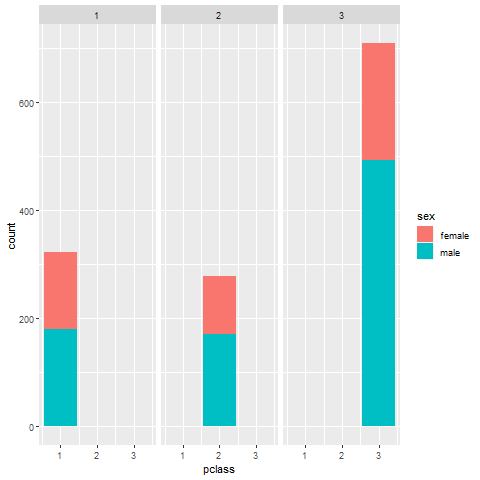 1 2 3
600
400
200
0
count
1 2 3 1 2 3 1 2 3
pclass
sex
female
male